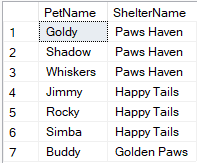 PetName ShelterName
1 Goldy Paws Haven
2 Shadow Paws Haven
3 Whiskers Paws Haven
4 Jimmy Happy Tails
5 Rocky Happy Tails
6 Simba Happy Tails
7 Buddy Golden Paws